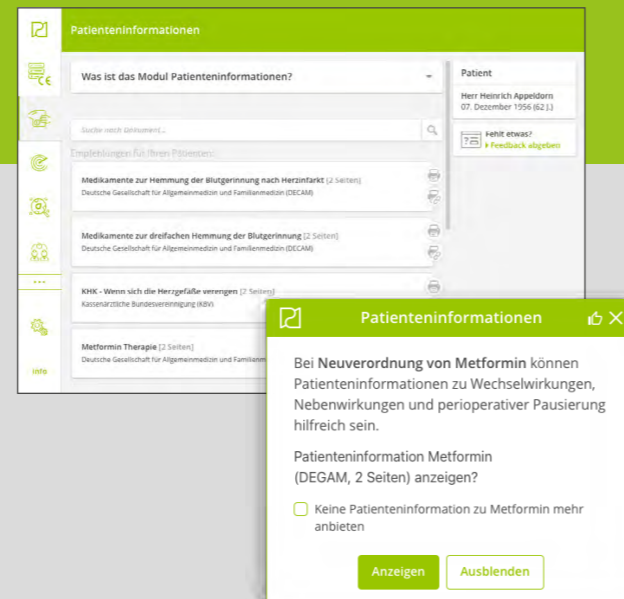 Patienteninformationen
Was ist das Modul Patienteninformationen?
Suche nach Dokument...
Empfehlungen für Ihren Patienten:
Medikamente zur Hemmung der Blutgerinnung nach Herzinfarkt [2 Seiten]
Deutsche Gesellschaft für Allgemeinmedizin und Familienmedizin (DEGAM)
Medikamente zur dreifachen Hemmung der Blutgerinnung [2 Seiten]
Deutsche Gesellschaft für Allgemeinmedizin und Familienmedizin (DEGAM)
KHK - Wenn sich die Herzgefäße verengen [2 Seiten]
Kassenärztliche Bundesvereinigung (KBV)
Metformin Therapie [2 Seiten]
Deutsche Gesellschaft für Allgemeinmedizin und Familienm
Patient
Herr Heinrich Appeldorn
07. Dezember 1956 (62 J.)
Fehlt etwas?
Feedback abgeben
CE
...
info
Patienteninformationen
Bei Neuverordnung von Metformin können
Patienteninformationen zu Wechselwirkungen,
Nebenwirkungen und perioperativer Pausierung
hilfreich sein.
Patienteninformation Metformin
(DEGAM, 2 Seiten) anzeigen?
Keine Patienteninformation zu Metformin mehr
anbieten
Anzeigen
Ausblenden